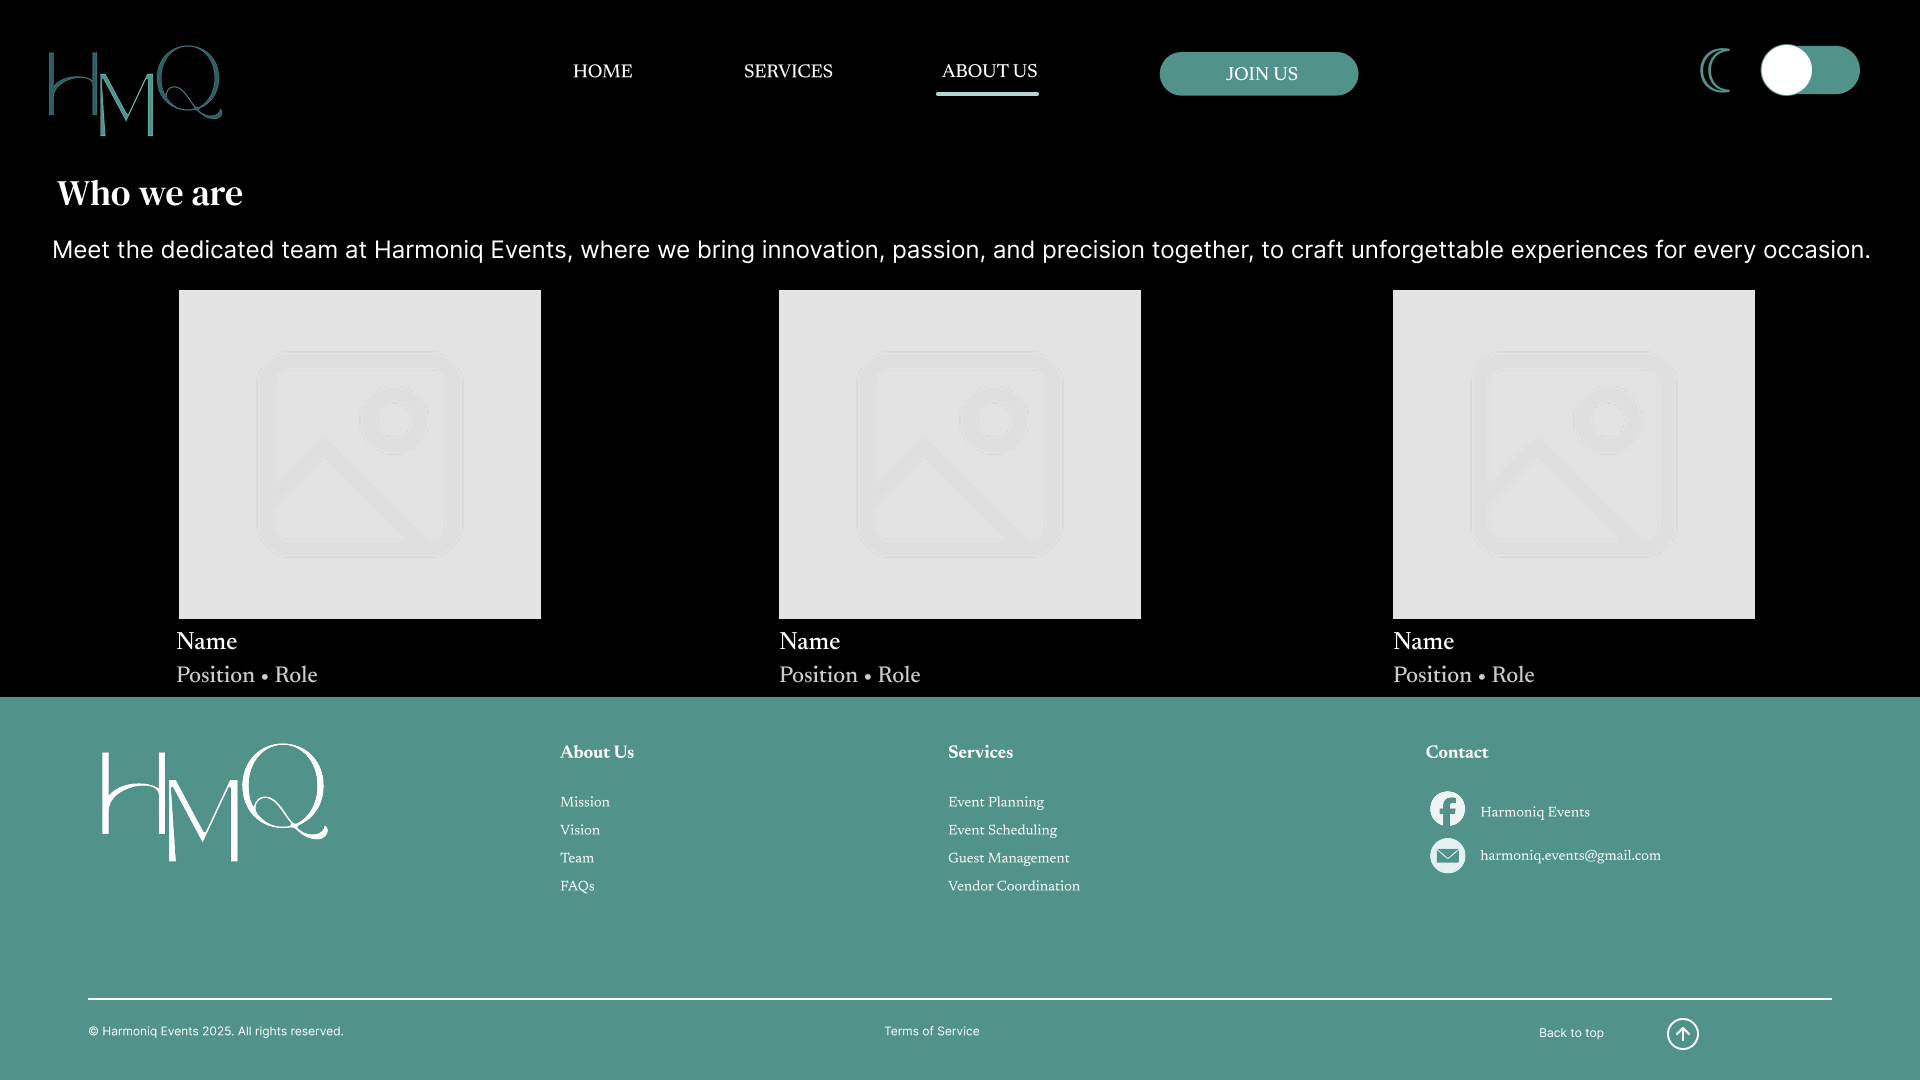 HMQ
HOME
SERVICES
ABOUT US
JOIN US
Who we are
Meet the dedicated team at Harmoniq Events, where we bring innovation, passion, and precision together, to craft unforgettable experiences for every occasion.
Name
Position • Role
Name
Position • Role
Name
Position • Role
HMQ
About Us
Mission
Vision
Team
FAQs
Services
Event Planning
Event Scheduling
Guest Management
Vendor Coordination
Contact
Harmoniq Events
harmoniq.events@gmail.com
© Harmoniq Events 2025. All rights reserved.
Terms of Service
Back to top